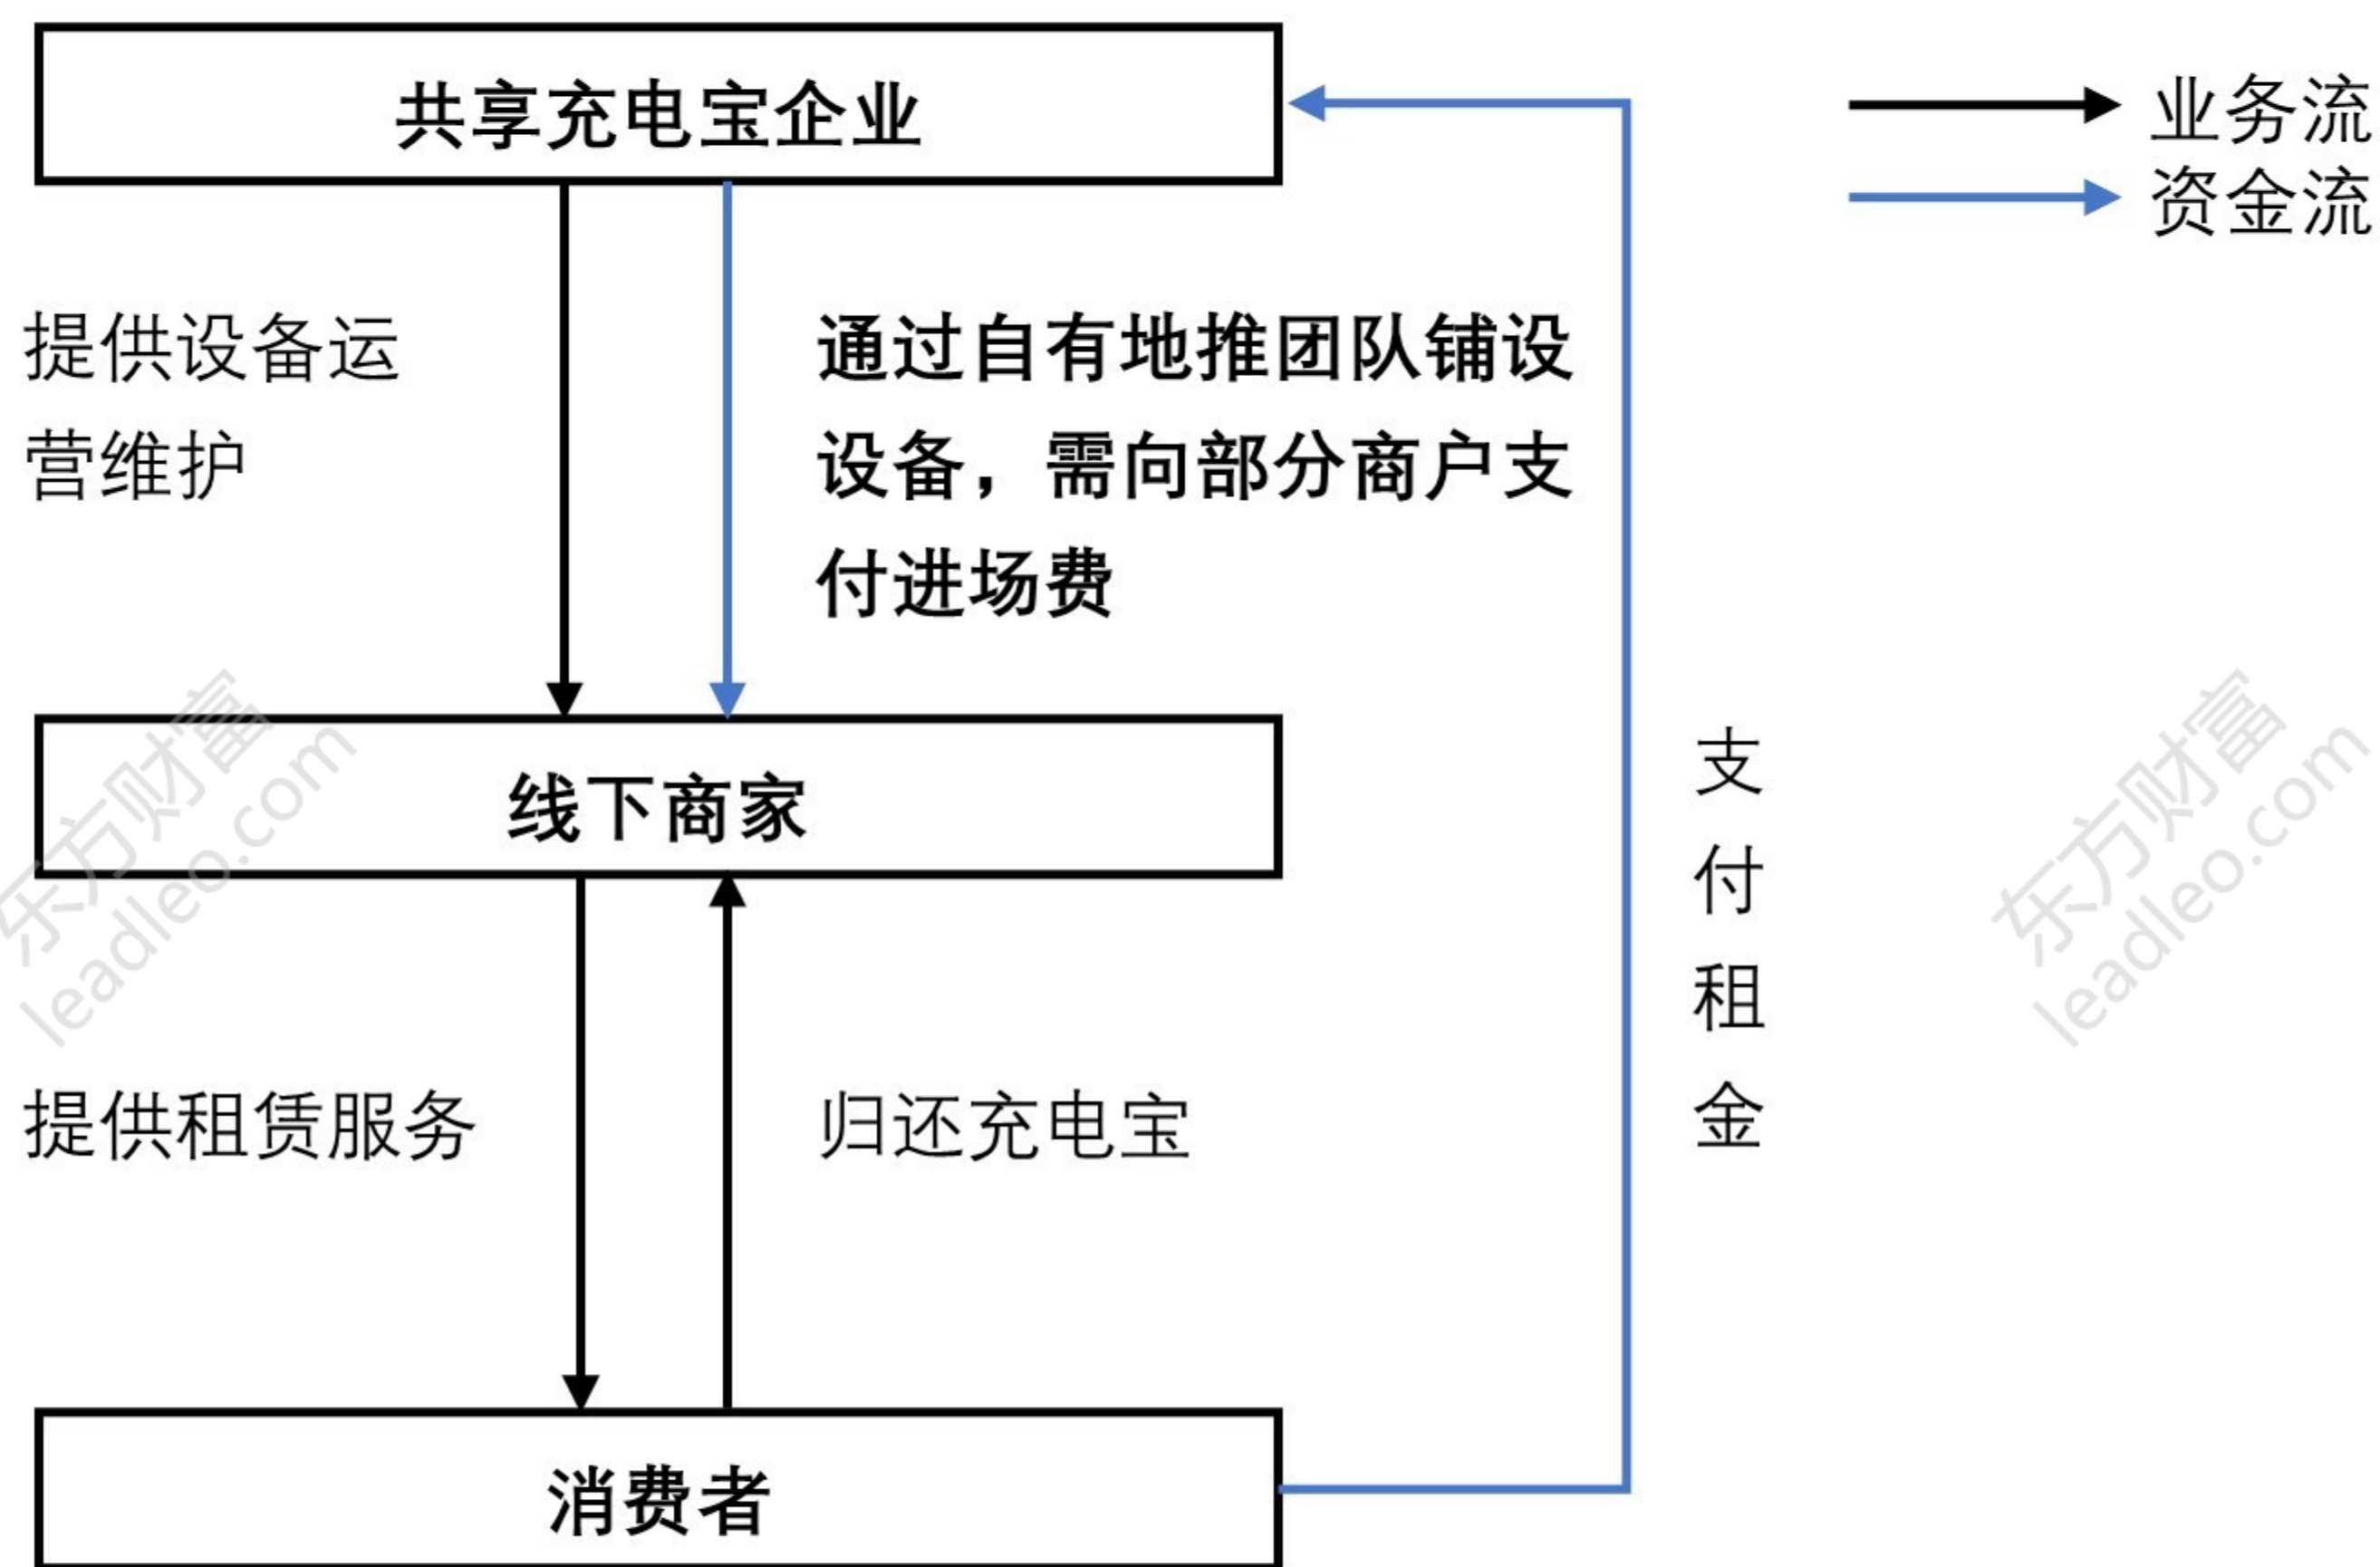 共享充电宝企业
业务流
资金流
提供设备运
营维护
通过自有地推团队铺设
设备，需向部分商户支
付进场费
线下商家
支
付
租
金
提供租赁服务
归还充电宝
消费者
东方财富
leadleo.com
东方财富
leadleo.com